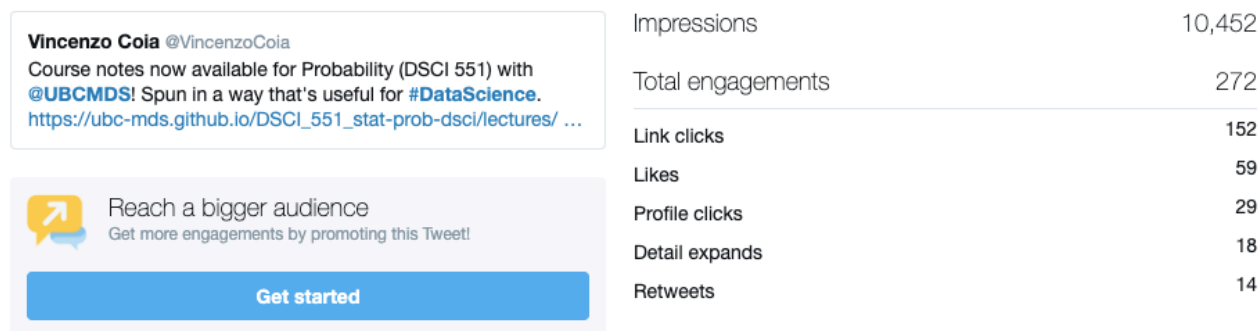 Vincenzo Coia @VincenzoCoia
Course notes now available for Probability (DSCI 551) with
@UBCMDS! Spun in a way that's useful for #DataScience.
https://ubc-mds.github.io/DSCI_551_stat-prob-dsci/lectures/ …
Reach a bigger audience
Get more engagements by promoting this Tweet!
Get started
Impressions 10,452
Total engagements 272
Link clicks 152
Likes 59
Profile clicks 29
Detail expands 18
Retweets 14